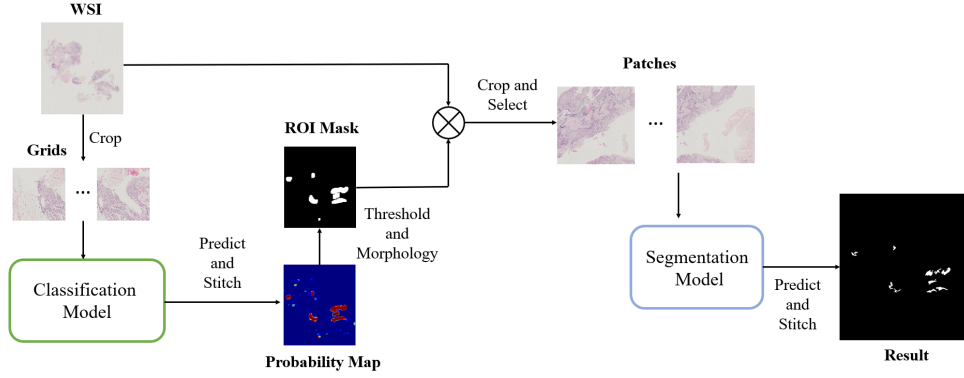 WSI
Crop
Grids
...
Classification
Model
Predict
and
Stitch
Probability Map
ROI Mask
Threshold
and
Morphology
Crop and
Select
Patches
...
Segmentation
Model
Predict
and
Stitch
Result